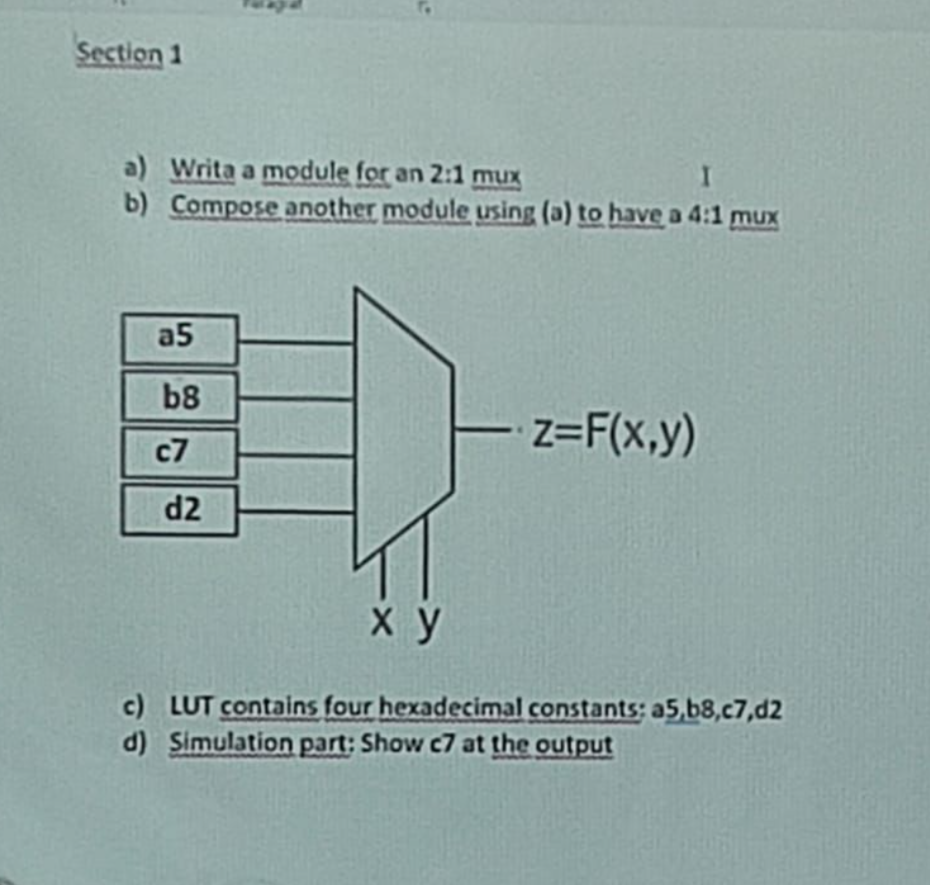 Section 1
a) Writa a module for an 2:1 mux
b) Compose another module using (a) to have a 4:1 mux
a5
b8
c7
d2
z=F(x,y)
x y
c) LUT contains four hexadecimal constants: a5,b8,c7,d2
d) Simulation part: Show c7 at the output